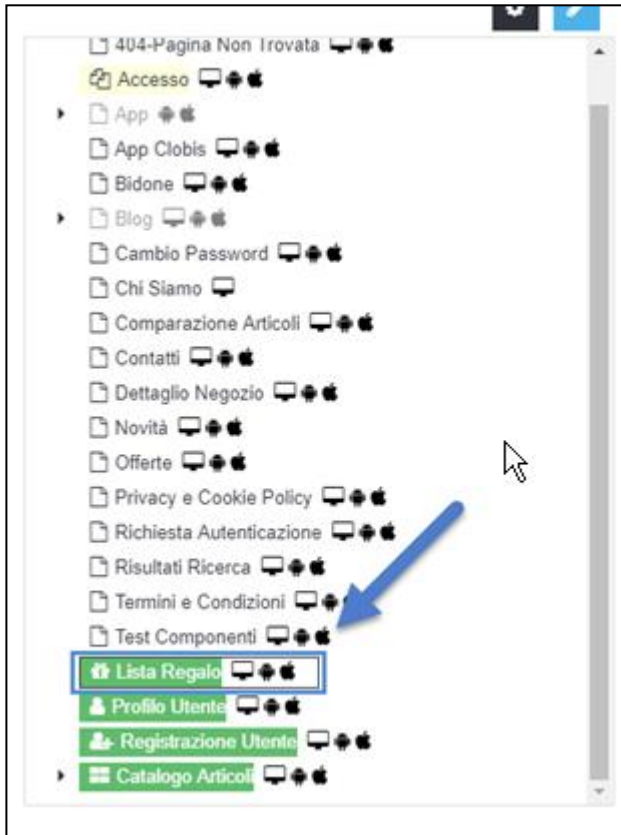 404-Pagina Non Trovata
Accesso
App
App Clobis
Bidone
Blog
Cambio Password
Chi Siamo
Comparazione Articoli
Contatti
Dettaglio Negozio
Novità
Offerte
Privacy e Cookie Policy
Richiesta Autenticazione
Risultati Ricerca
Termini e Condizioni
Test Componenti
Lista Regalo
Profilo Utente
Registrazione Utente
Catalogo Articoli